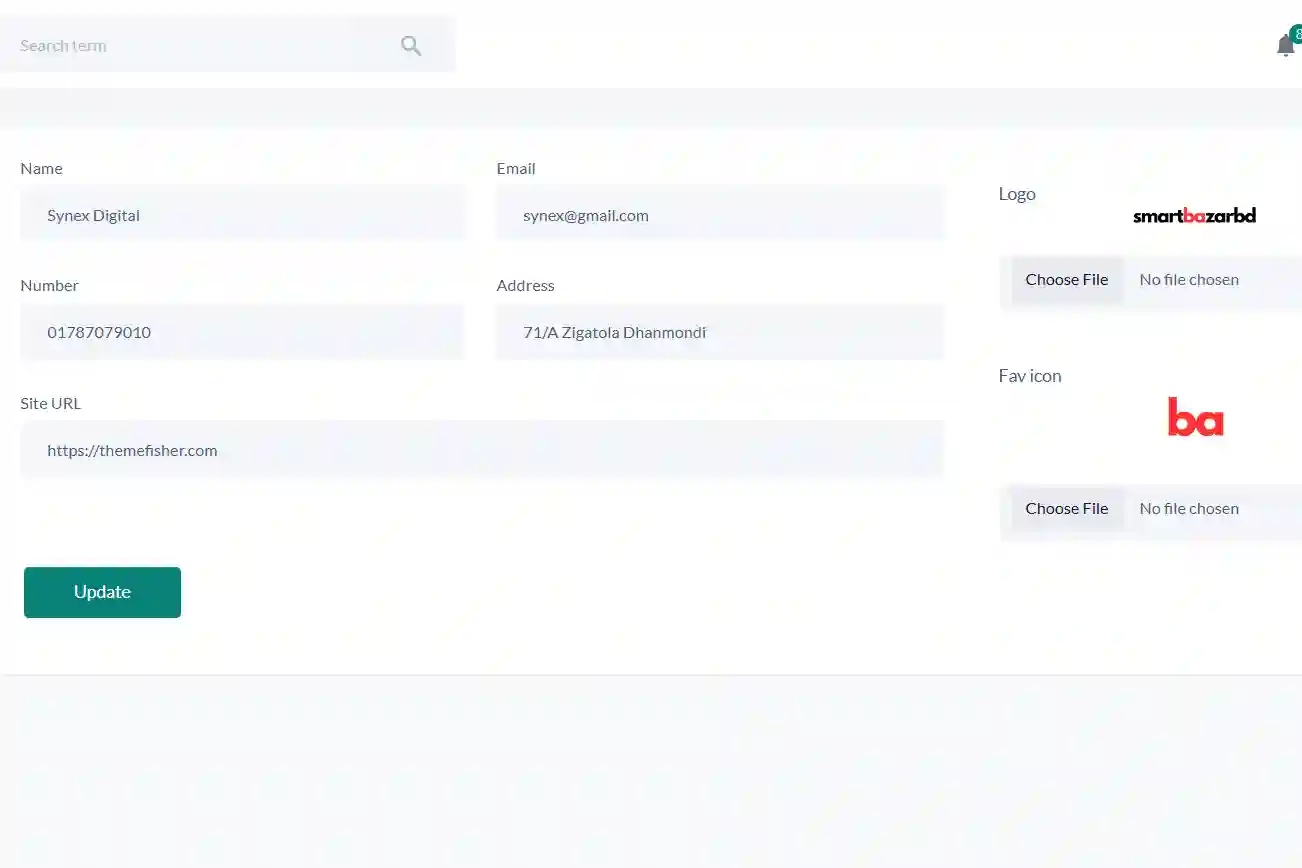 Search term
8
Name
Email
Synex Digital
synex@gmail.com
Logo
smartbazarbd
Choose File No file chosen
Number
Address
01787079010
71/A Zigatola Dhanmondi
Fav icon
ba
Site URL
https://themefisher.com
Choose File No file chosen
Update